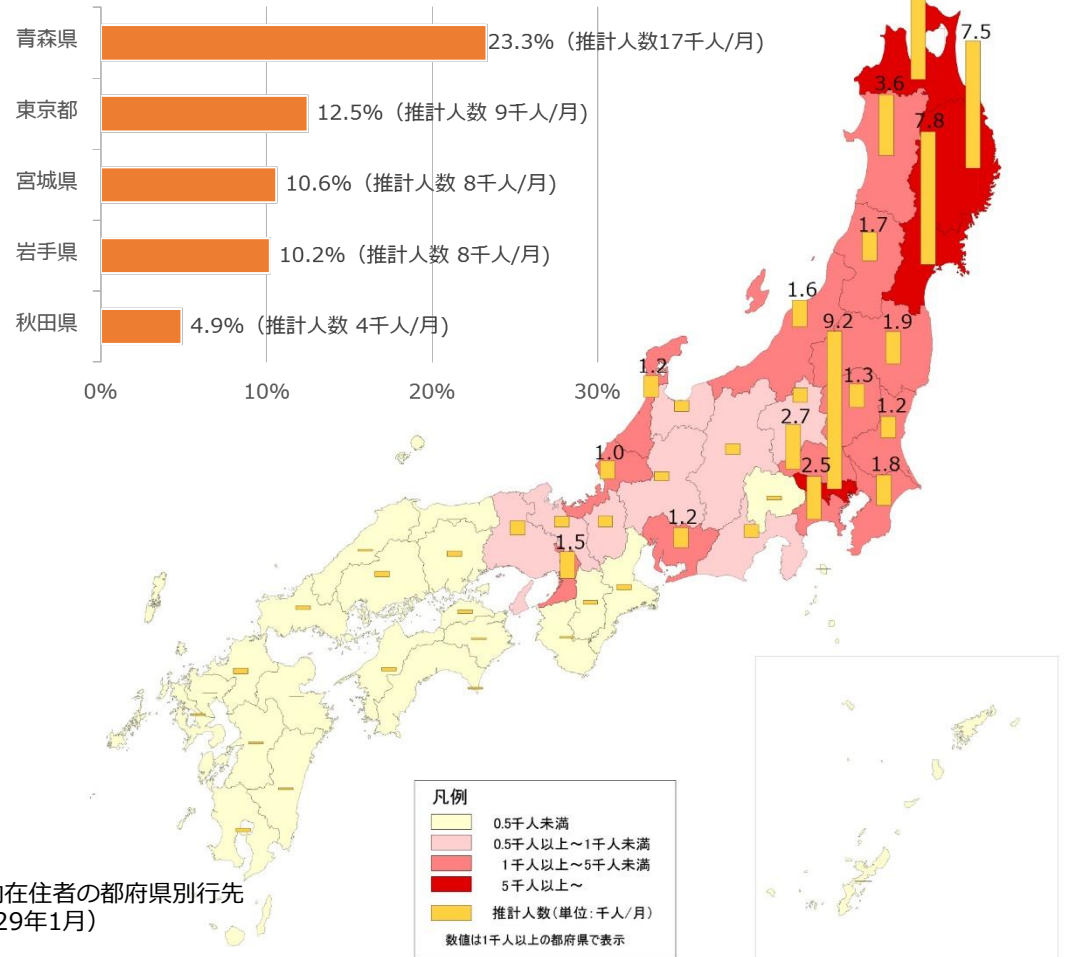 青森県
23.3%（推計人数17千人/月)
東京都
12.5%（推計人数 9千人/月)
宮城県
10.6%（推計人数 8千人/月)
岩手県
10.2%（推計人数 8千人/月)
秋田県
4.9%（推計人数 4千人/月)
0%
10%
20%
30%
7.5
3.6
7.8
1.7
1.6
9.2
1.9
1.2
1.3
1.2
2.7
1.0
2.5
1.8
1.2
1.5
凡例
0.5千人未満
0.5千人以上～1千人未満
1千人以上～5千人未満
5千人以上～
推計人数(単位:千人/月)
数値は1千人以上の都府県で表示
在住者の都府県別行先
29年1月）